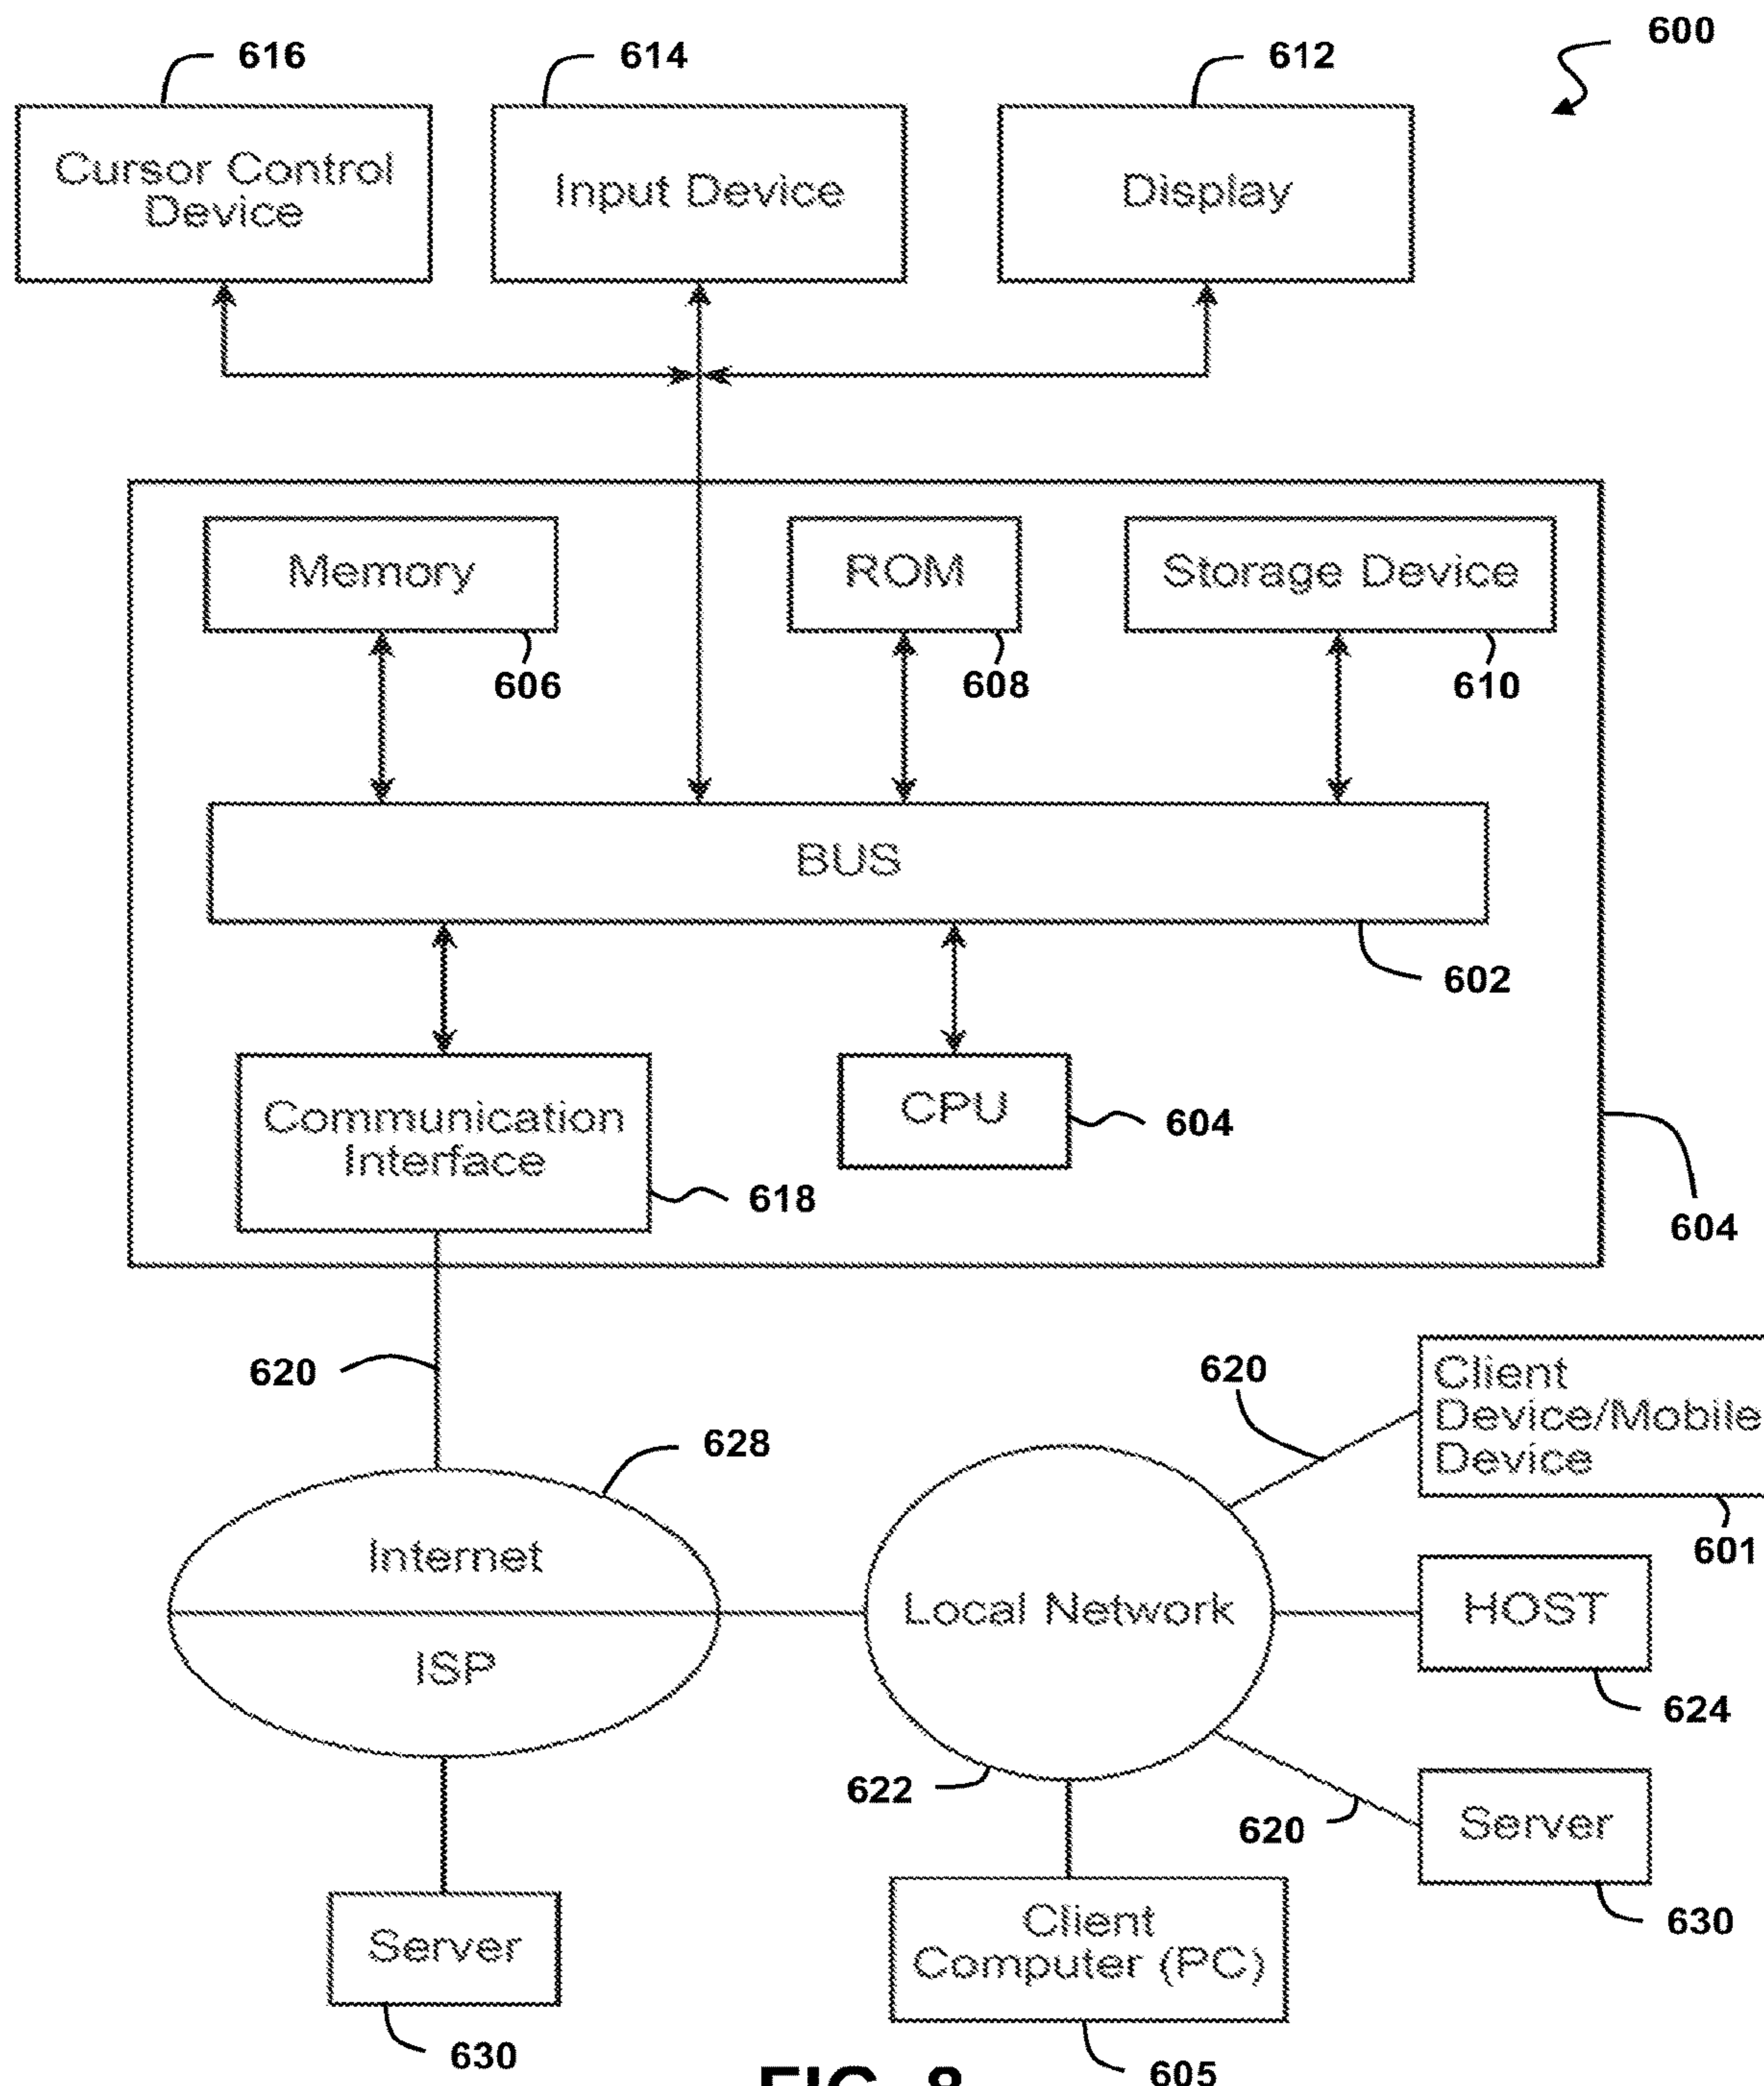 600
616
614
612
Cursor Control
Device
Input Device
Display
Memory
ROM
Storage Device
606
608
610
BUS
602
Communication
Interface
CPU
604
618
604
620
620
Client
Device/Mobile
Device
628
601
Internet
ISP
Local Network
HOST
624
622
620
Server
630
Server
Client
Computer (PC)
630
605
FIG. 8